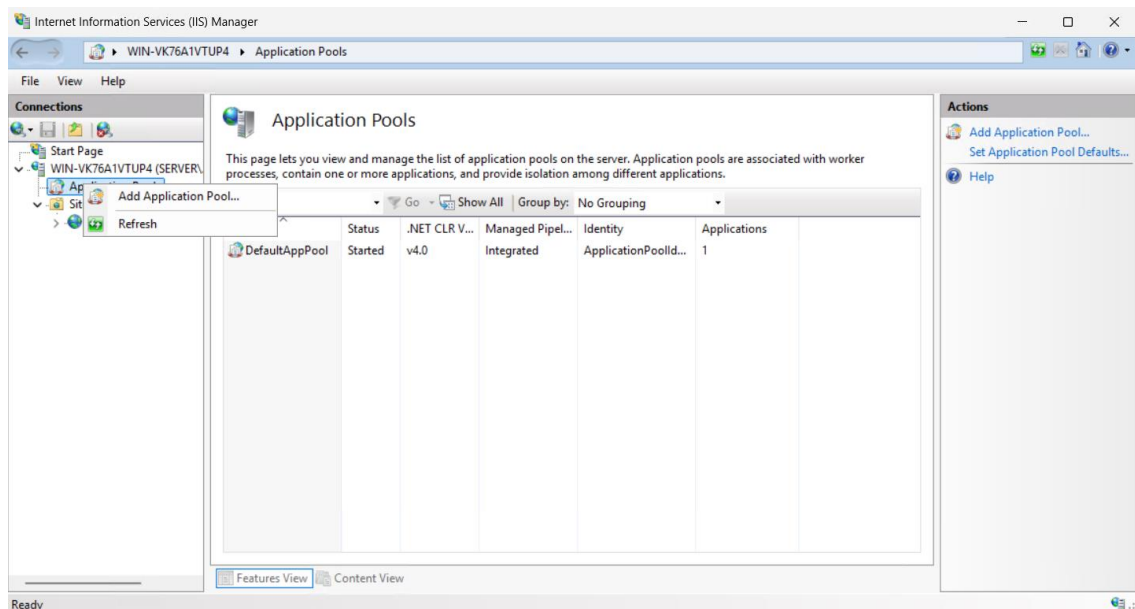 Internet Information Services (IIS) Manager
WIN-VK76A1VTUP4 Application Pools
File View Help
Connections
Start Page
WIN-VK76A1VTUP4 (SERVER\
Add Application Pool...
Refresh
Application Pools
This page lets you view and manage the list of application pools on the server. Application pools are associated with worker
processes, contain one or more applications, and provide isolation among different applications.
Go Show All Group by: No Grouping
Status .NET CLR V... Managed Pipel... Identity Applications
DefaultAppPool Started v4.0 Integrated ApplicationPoolId... 1
Features View Content View
Actions
Add Application Pool...
Set Application Pool Defaults...
Help
Ready